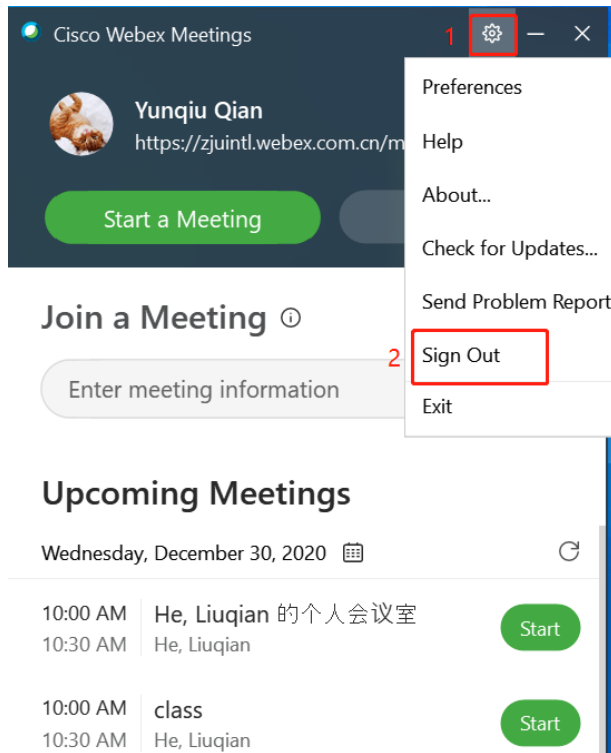 Cisco Webex Meetings
1
Preferences
Yunqiu Qian
https://zjuintl.webex.com.cn/m
Help
About...
Start a Meeting
Check for Updates...
Send Problem Report
Join a Meeting
2
Sign Out
Enter meeting information
Exit
Upcoming Meetings
Wednesday, December 30, 2020
10:00 AM He, Liuqian 的个人会议室
Start
10:30 AM He, Liuqian
10:00 AM class
Start
10:30 AM He, Liuqian